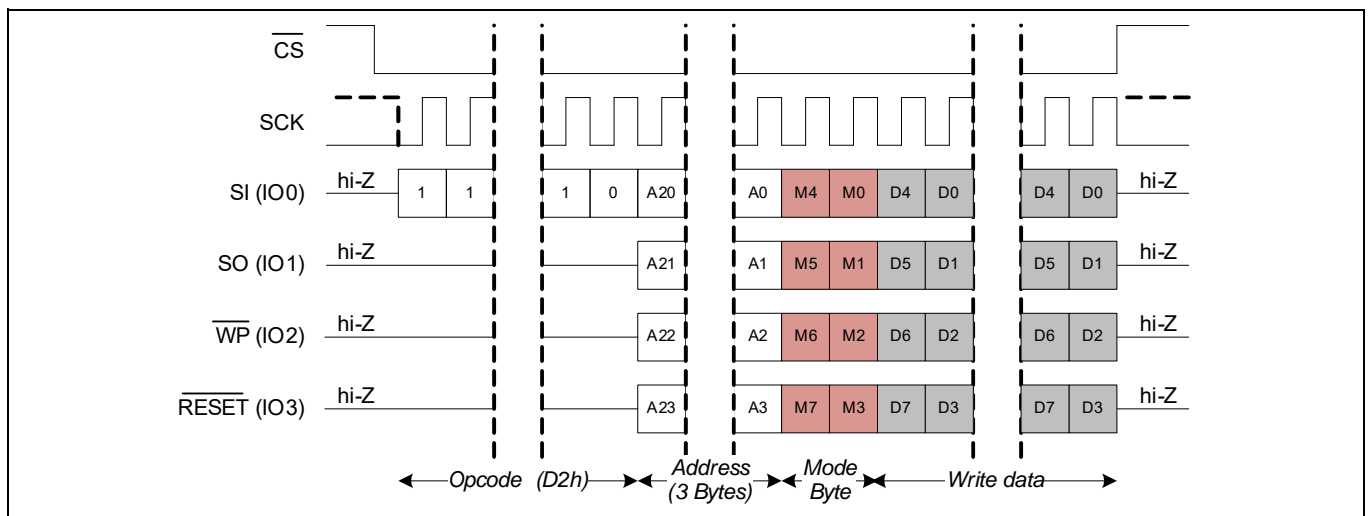 CS
SCK
SI (IO0) hi-Z 1 1 1 0 A20 A0 M4 M0 D4 D0 D4 D0 hi-Z
SO (IO1) hi-Z A21 A1 M5 M1 D5 D1 D5 D1 hi-Z
WP (IO2) hi-Z A22 A2 M6 M2 D6 D2 D6 D2 hi-Z
RESET (IO3) hi-Z A23 A3 M7 M3 D7 D3 D7 D3 hi-Z
Opcode (D2h) Address (3 Bytes) Mode Byte Write data